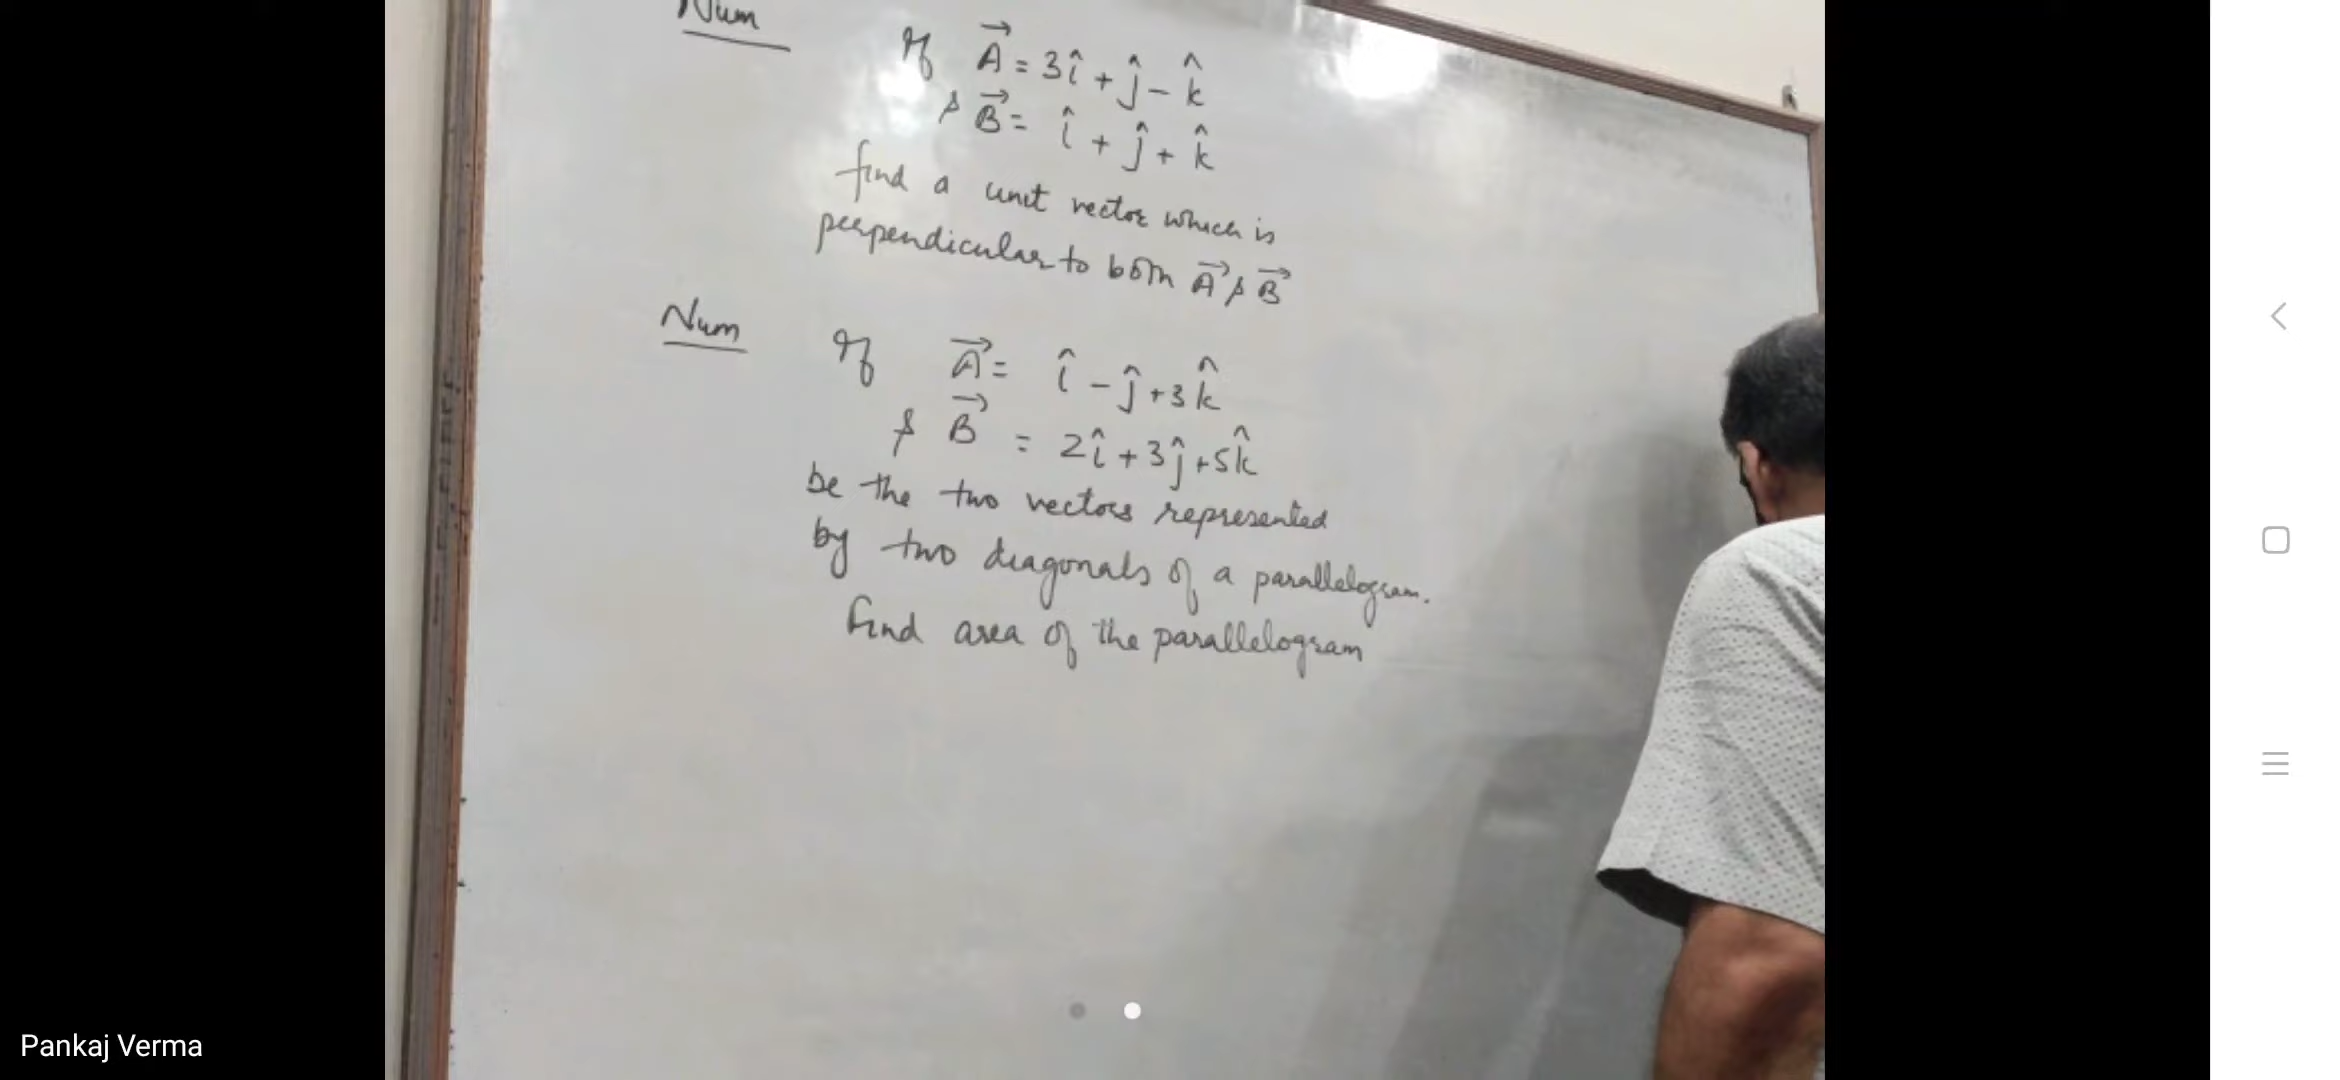 Num
If A⃗ = 3î + ĵ - k̂
& B⃗ = î + ĵ + k̂
find a unit vector which is
perpendicular to both A⃗ & B⃗
Num
If A⃗ = î - ĵ + 3k̂
& B⃗ = 2î + 3ĵ + 5k̂
be the two vectors represented
by two diagonals of a parallelogram.
Find area of the parallelogram
Pankaj Verma